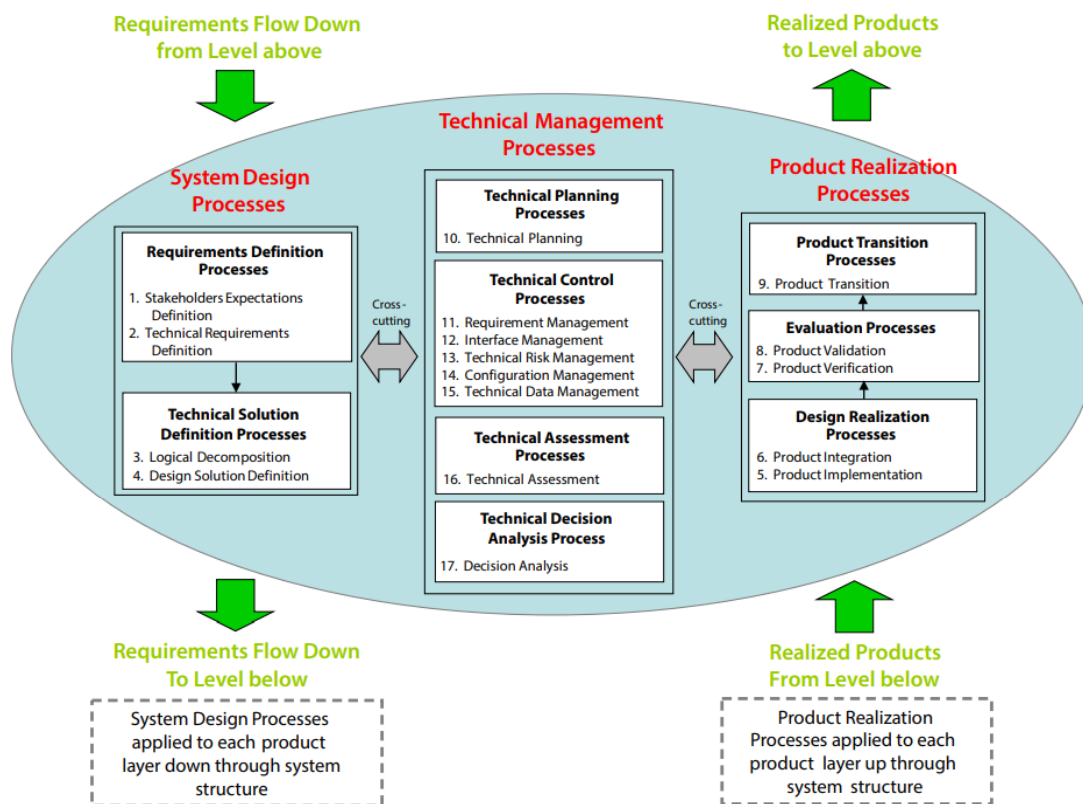 Requirements Flow Down
from Level above
Realized Products
to Level above
Technical Management
Processes
System Design
Processes
Product Realization
Processes
Requirements Definition
Processes
1. Stakeholders Expectations
Definition
2. Technical Requirements
Definition
Technical Solution
Definition Processes
3. Logical Decomposition
4. Design Solution Definition
Cross-
cutting
Technical Planning
Processes
10. Technical Planning
Technical Control
Processes
11. Requirement Management
12. Interface Management
13. Technical Risk Management
14. Configuration Management
15. Technical Data Management
Technical Assessment
Processes
16. Technical Assessment
Technical Decision
Analysis Process
17. Decision Analysis
Cross-
cutting
Product Transition
Processes
9. Product Transition
Evaluation Processes
8. Product Validation
7. Product Verification
Design Realization
Processes
6. Product Integration
5. Product Implementation
Requirements Flow Down
To Level below
System Design Processes
applied to each product
layer down through system
structure
Realized Products
From Level below
Product Realization
Processes applied to each
product layer up through
system structure